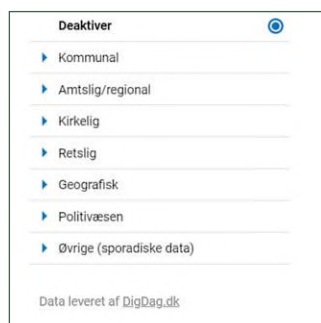 Deaktiver
Kommunal
Amtslig/regional
Kirkelig
Retslig
Geografisk
Politivæsen
Øvrige (sporadiske data)
Data leveret af DigDag.dk